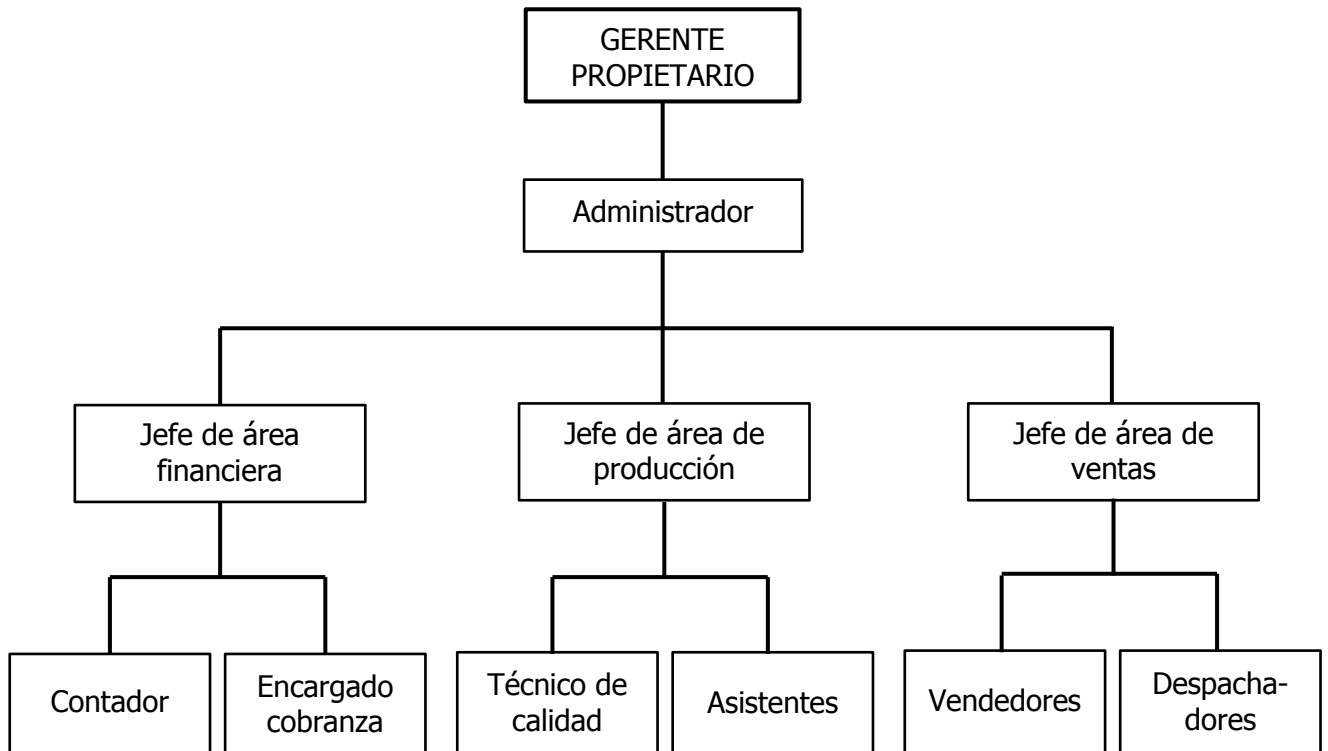 GERENTE
PROPIETARIO
Administrador
Jefe de área
financiera
Jefe de área de
producción
Jefe de área de
ventas
Contador
Encargado
cobranza
Técnico de
calidad
Asistentes
Vendedores
Despacha-
dores